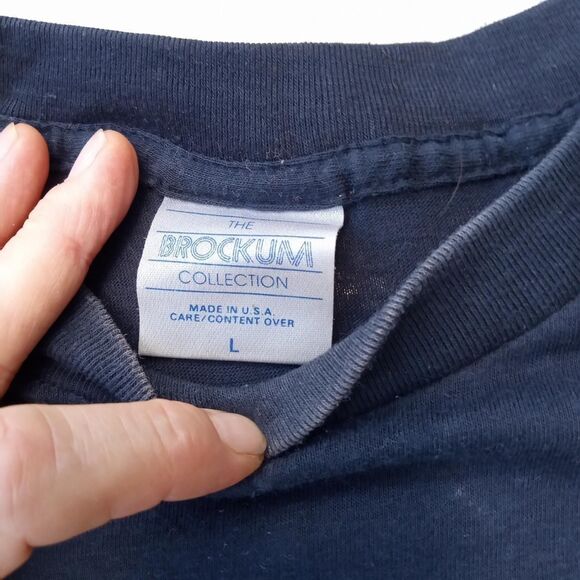 THE
BROCKUM
COLLECTION
MADE IN U.S.A.
CARE/CONTENT OVER
L